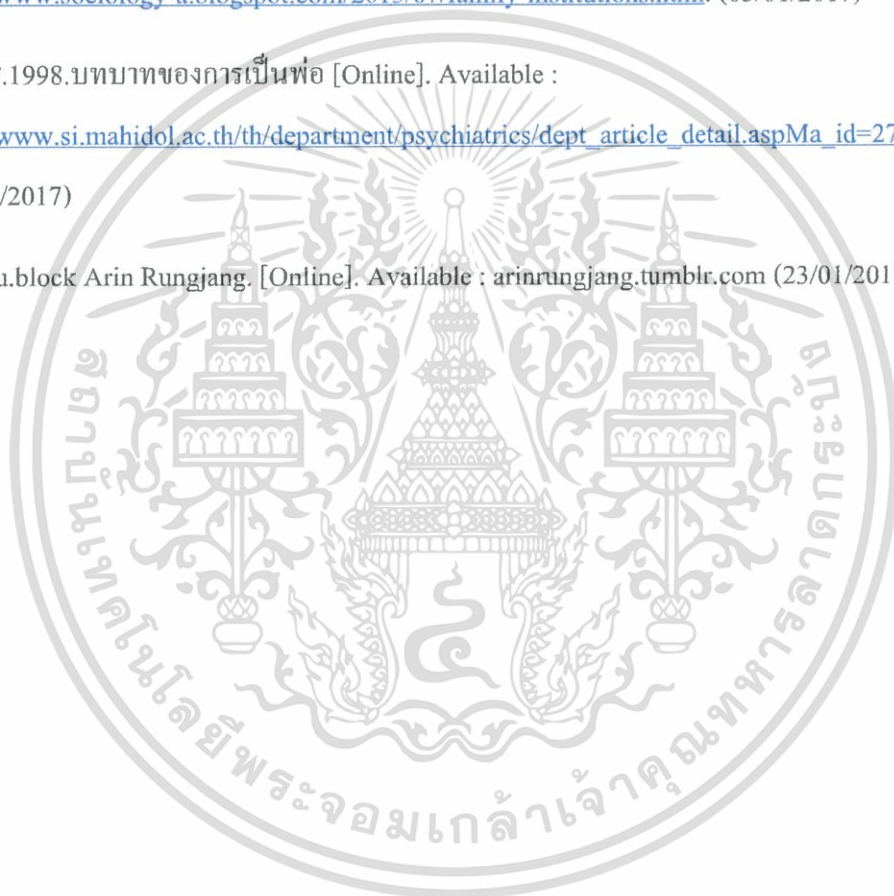 www.sociology-a.blogspot.com/2013/07/family-institutions.html. (03/01/2017)
.1998.บทบาทของการเป็นพ่อ [Online]. Available :
www.si.mahidol.ac.th/th/department/psychiatrics/dept_article_detail.aspMa_id=27
/2017)
u.block Arin Rungjang. [Online]. Available : arinrungjang.tumblr.com (23/01/201
สถาบันเทคโนโลยีพระจอมเกล้าเจ้าคุณทหารลาดกระบัง